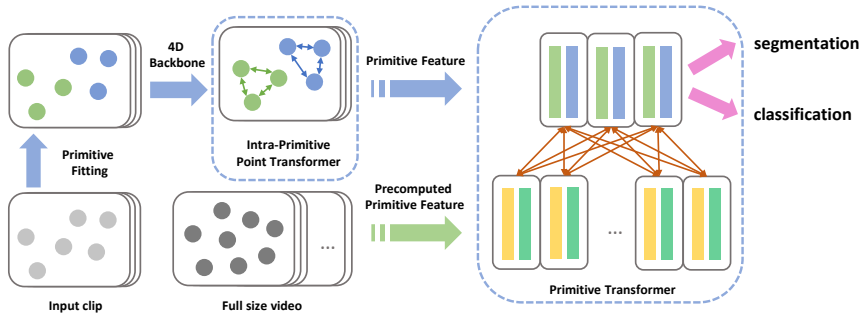 4D
Backbone
Primitive Feature
segmentation
classification
Intra-Primitive
Point Transformer
Primitive
Fitting
Precomputed
Primitive Feature
...
...
Input clip
Full size video
Primitive Transformer